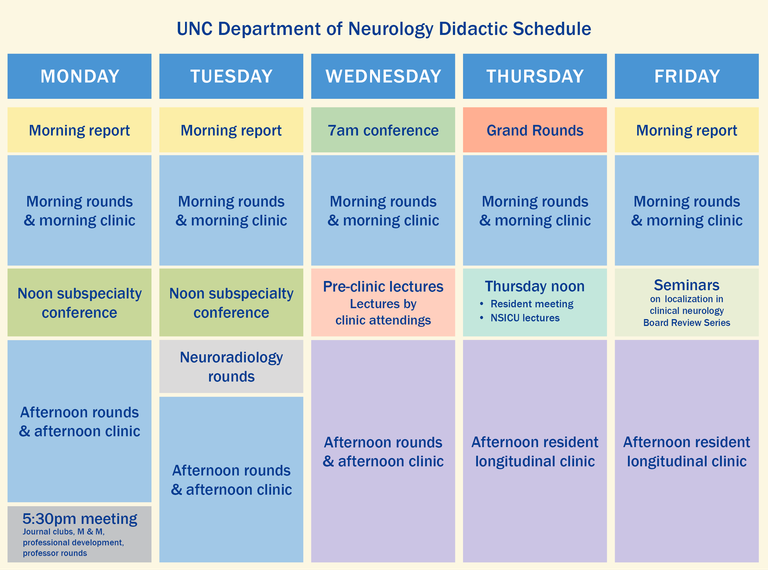 UNC Department of Neurology Didactic Schedule
MONDAY
TUESDAY
WEDNESDAY
THURSDAY
FRIDAY
Morning report
Morning report
7am conference
Grand Rounds
Morning report
Morning rounds
& morning clinic
Morning rounds
& morning clinic
Morning rounds
& morning clinic
Morning rounds
& morning clinic
Morning rounds
& morning clinic
Noon subspecialty
conference
Noon subspecialty
conference
Pre-clinic lectures
Lectures by
clinic attendings
Thursday noon
• Resident meeting
• NSICU lectures
Seminars
on localization in
clinical neurology
Board Review Series
Afternoon rounds
& afternoon clinic
Neuroradiology
rounds
Afternoon rounds
& afternoon clinic
Afternoon rounds
& afternoon clinic
Afternoon resident
longitudinal clinic
Afternoon resident
longitudinal clinic
5:30pm meeting
Journal clubs, M & M,
professional development,
professor rounds